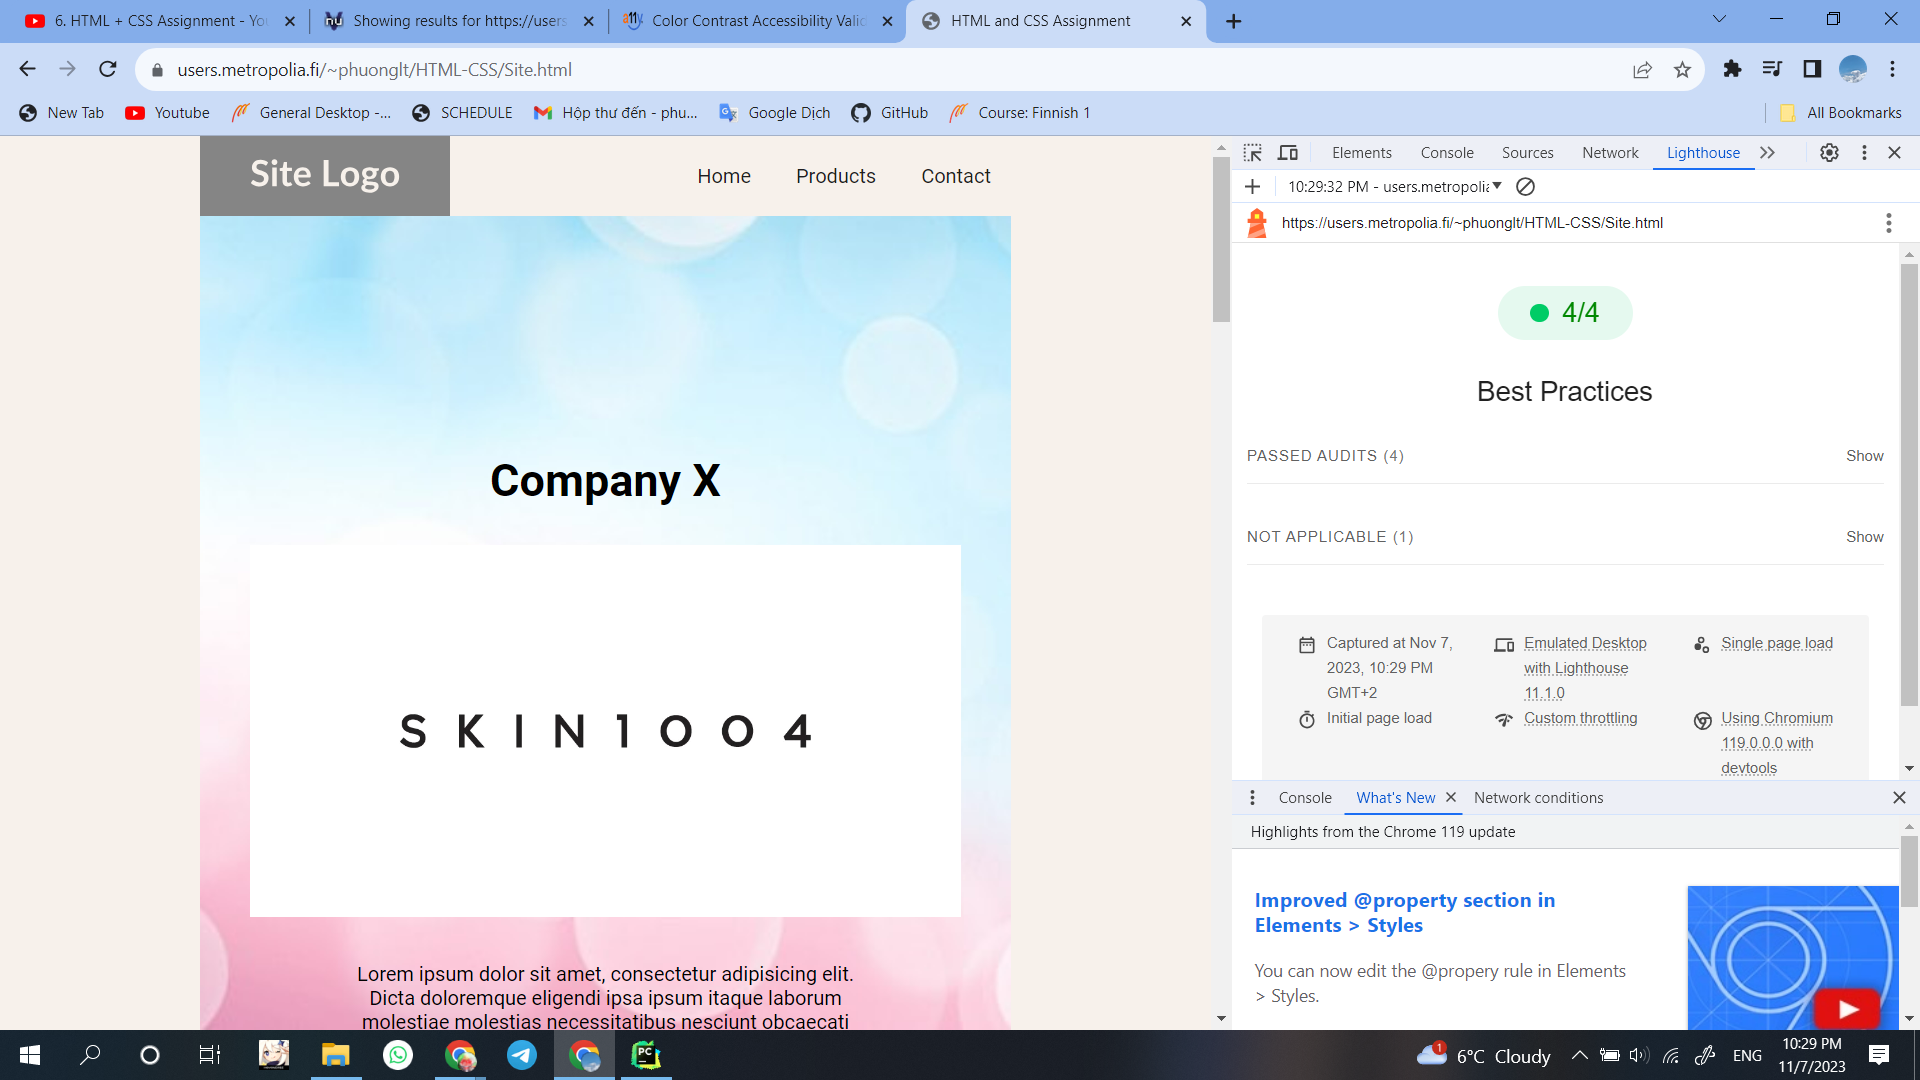 6. HTML + CSS Assignment - You
Showing results for https://users
Color Contrast Accessibility Valid
HTML and CSS Assignment
users.metropolia.fi/~phuonglt/HTML-CSS/Site.html
New Tab
Youtube
General Desktop -...
SCHEDULE
Hộp thư đến - phu...
Google Dịch
GitHub
Course: Finnish 1
All Bookmarks
Site Logo
Home
Products
Contact
Company X
SKIN1004
Lorem ipsum dolor sit amet, consectetur adipisicing elit.
Dicta doloremque eligendi ipsa ipsum itaque laborum
molestiae molestias necessitatibus nesciunt obcaecati
Elements
Console
Sources
Network
Lighthouse
10:29:32 PM - users.metropolia
https://users.metropolia.fi/~phuonglt/HTML-CSS/Site.html
4/4
Best Practices
PASSED AUDITS (4)
Show
NOT APPLICABLE (1)
Show
Captured at Nov 7,
2023, 10:29 PM
GMT+2
Emulated Desktop
with Lighthouse
11.1.0
Single page load
Initial page load
Custom throttling
Using Chromium
119.0.0.0 with
devtools
Console
What's New
Network conditions
Highlights from the Chrome 119 update
Improved @property section in
Elements > Styles
You can now edit the @propery rule in Elements
> Styles.
PC
1
6°C Cloudy
ENG
10:29 PM
11/7/2023